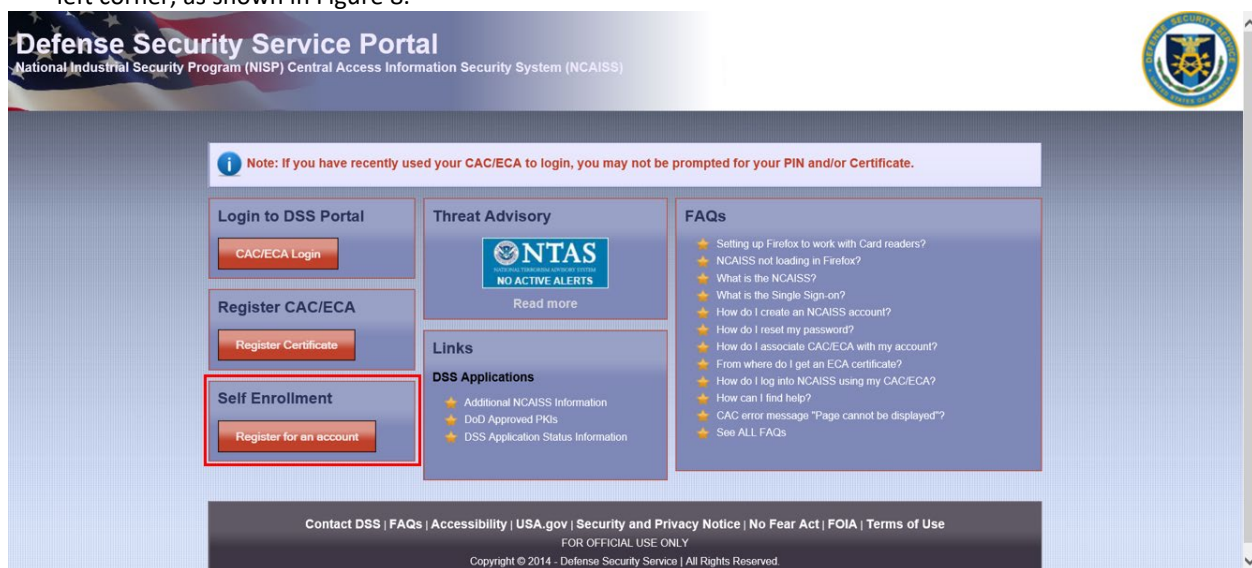 left corner, as shown in Figure 8.
Defense Security Service Portal
National Industrial Security Program (NISP) Central Access Information Security System (NCAISS)
DEFENSE SECURITY SERVICE
UNITED STATES OF AMERICA
Note: If you have recently used your CAC/ECA to login, you may not be prompted for your PIN and/or Certificate.
Login to DSS Portal
CAC/ECA Login
Register CAC/ECA
Register Certificate
Self Enrollment
Register for an account
Threat Advisory
NTAS
NATIONAL TERRORISM ADVISORY SYSTEM
NO ACTIVE ALERTS
Read more
Links
DSS Applications
Additional NCAISS Information
DoD Approved PKIs
DSS Application Status Information
FAQs
Setting up Firefox to work with Card readers?
NCAISS not loading in Firefox?
What is the NCAISS?
What is the Single Sign-on?
How do I create an NCAISS account?
How do I reset my password?
How do I associate CAC/ECA with my account?
From where do I get an ECA certificate?
How do I log into NCAISS using my CAC/ECA?
How can I find help?
CAC error message "Page cannot be displayed"?
See ALL FAQs
Contact DSS | FAQs | Accessibility | USA.gov | Security and Privacy Notice | No Fear Act | FOIA | Terms of Use
FOR OFFICIAL USE ONLY
Copyright © 2014 - Defense Security Service | All Rights Reserved.